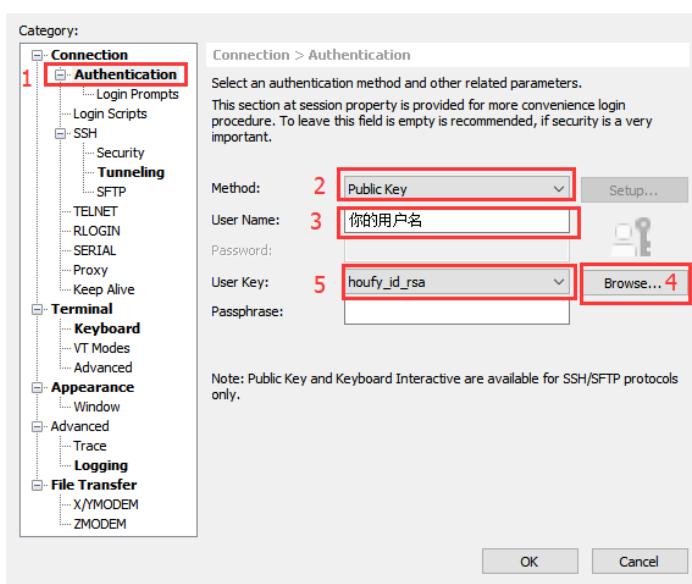 Category:
Connection
1
Authentication
Login Prompts
Login Scripts
SSH
Security
Tunneling
SFTP
TELNET
RLOGIN
SERIAL
Proxy
Keep Alive
Terminal
Keyboard
VT Modes
Advanced
Appearance
Window
Advanced
Trace
Logging
File Transfer
X/YMODEM
ZMODEM
Connection > Authentication
Select an authentication method and other related parameters.
This section at session property is provided for more convenience login
procedure. To leave this field is empty is recommended, if security is a very
important.
Method: 2 Public Key Setup...
User Name: 3 你的用户名
Password:
User Key: 5 houfy_id_rsa Browse... 4
Passphrase:
Note: Public Key and Keyboard Interactive are available for SSH/SFTP protocols
only.
OK Cancel